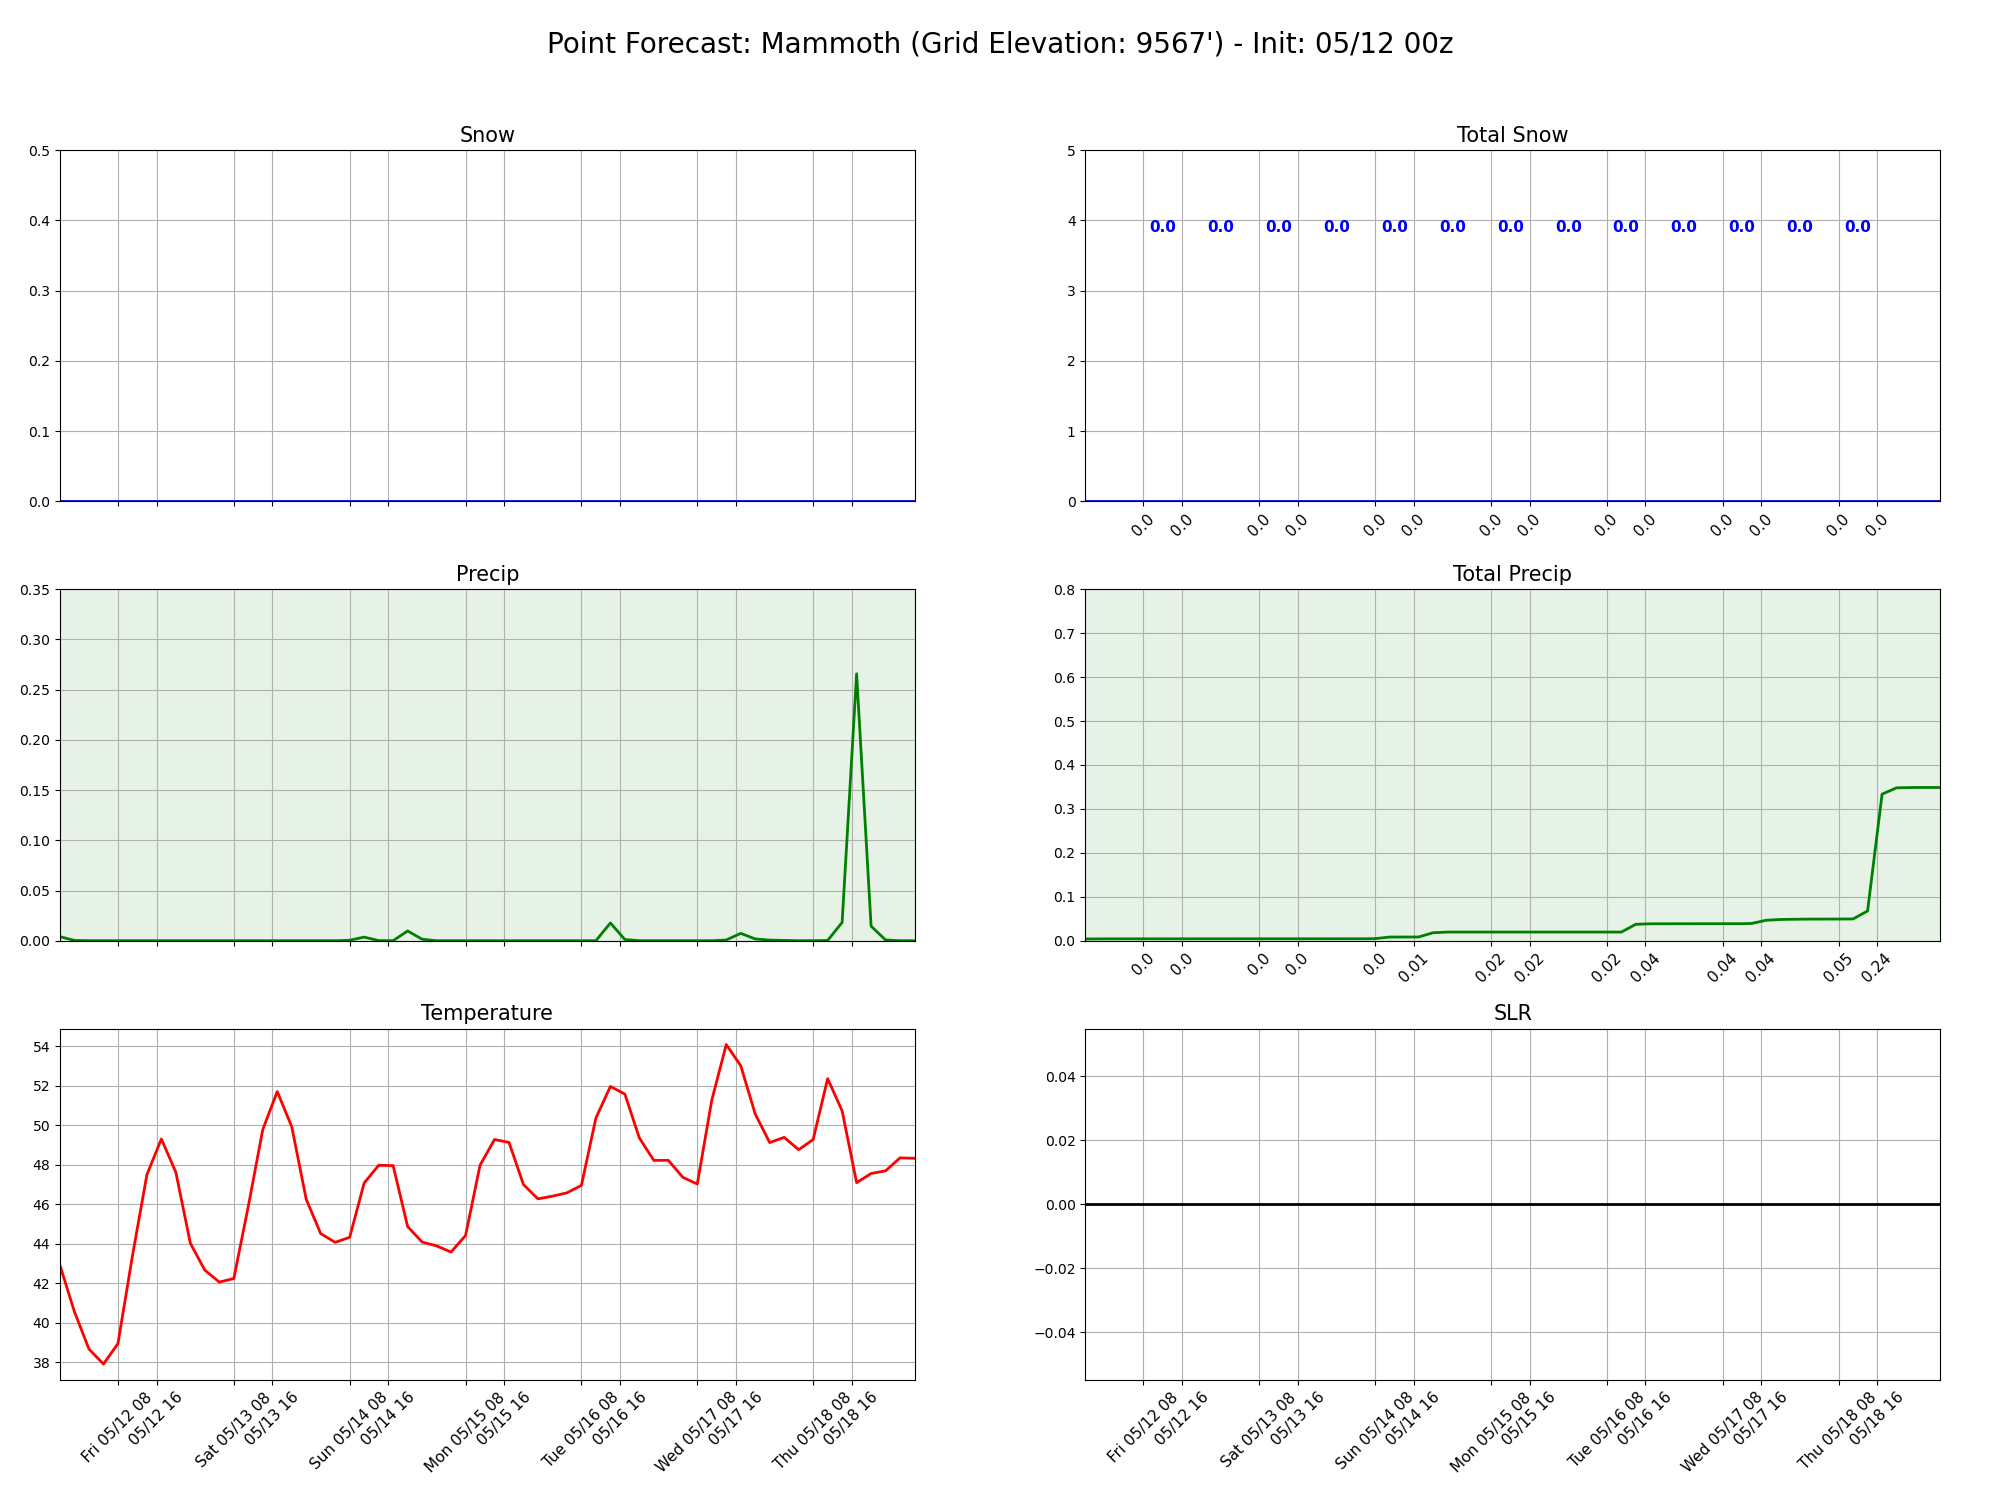 Point Forecast: Mammoth (Grid Elevation: 9567') - Init: 05/12 00z
Snow
0.5
0.4
0.3
0.2
0.1
0.0
Total Snow
5
4
3
2
1
0
0.0 0.0 0.0 0.0 0.0 0.0 0.0 0.0 0.0 0.0 0.0 0.0 0.0
0.0 0.0 0.0 0.0 0.0 0.0 0.0 0.0 0.0 0.0 0.0 0.0 0.0 0.0
Precip
0.35
0.30
0.25
0.20
0.15
0.10
0.05
0.00
Total Precip
0.8
0.7
0.6
0.5
0.4
0.3
0.2
0.1
0.0
0.0 0.0 0.0 0.0 0.0 0.01 0.02 0.02 0.02 0.04 0.04 0.04 0.05 0.24
Temperature
54
52
50
48
46
44
42
40
38
Fri 05/12 08
05/12 16
Sat 05/13 08
05/13 16
Sun 05/14 08
05/14 16
Mon 05/15 08
05/15 16
Tue 05/16 08
05/16 16
Wed 05/17 08
05/17 16
Thu 05/18 08
05/18 16
SLR
0.04
0.02
0.00
−0.02
−0.04
Fri 05/12 08
05/12 16
Sat 05/13 08
05/13 16
Sun 05/14 08
05/14 16
Mon 05/15 08
05/15 16
Tue 05/16 08
05/16 16
Wed 05/17 08
05/17 16
Thu 05/18 08
05/18 16